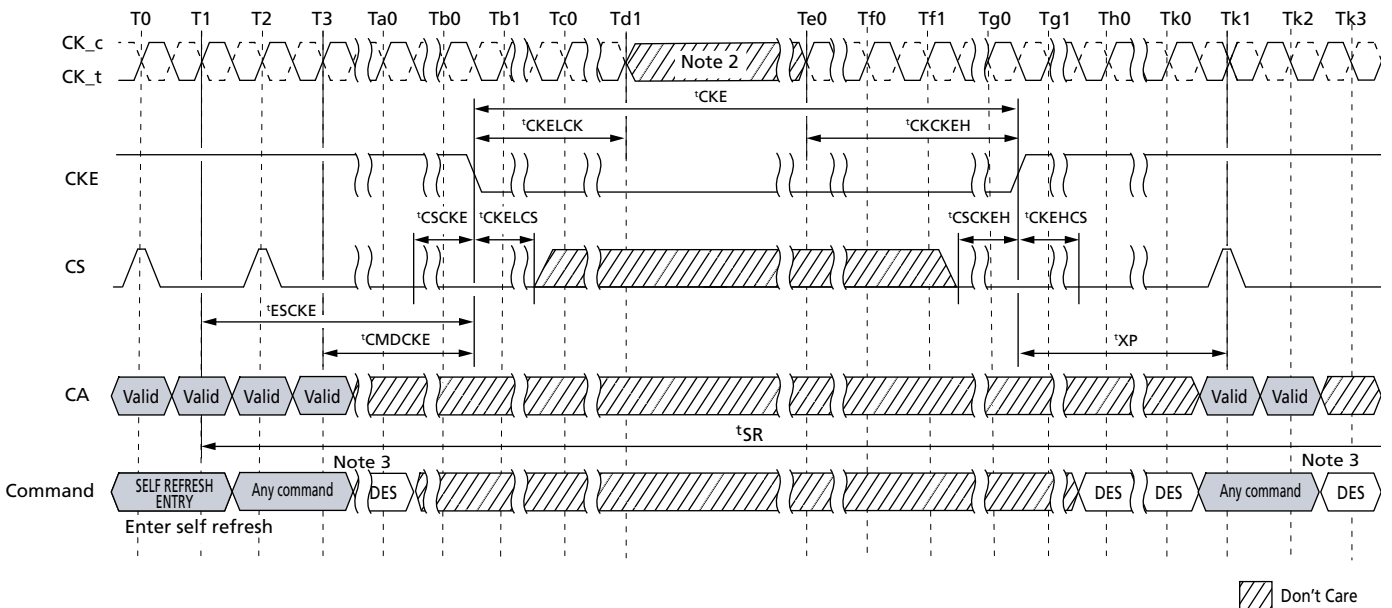 T0 T1 T2 T3 Ta0 Tb0 Tb1 Tc0 Td1 Te0 Tf0 Tf1 Tg0 Tg1 Th0 Tk0 Tk1 Tk2 Tk3
CK_c
CK_t
Note 2
tCKE
tCKELCK tCKCKEH
CKE
tCSCKE tCKELCS tCSCKEH tCKEHCS
CS
tESCKE
tCMDCKE tXP
CA Valid Valid Valid Valid Valid Valid
tSR
Note 3 Note 3
Command SELF REFRESH ENTRY Any command DES DES DES Any command DES
Enter self refresh
Don't Care